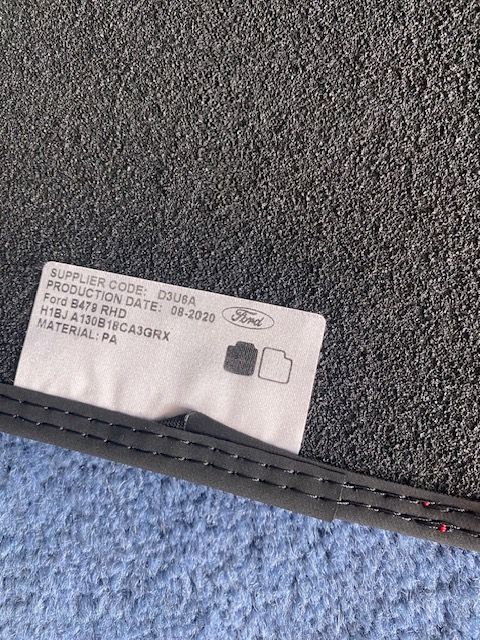 SUPPLIER CODE: D3U6A
PRODUCTION DATE: 08-2020
Ford B479 RHD
H1BJ A130B18CA3GRX
MATERIAL: PA
Ford